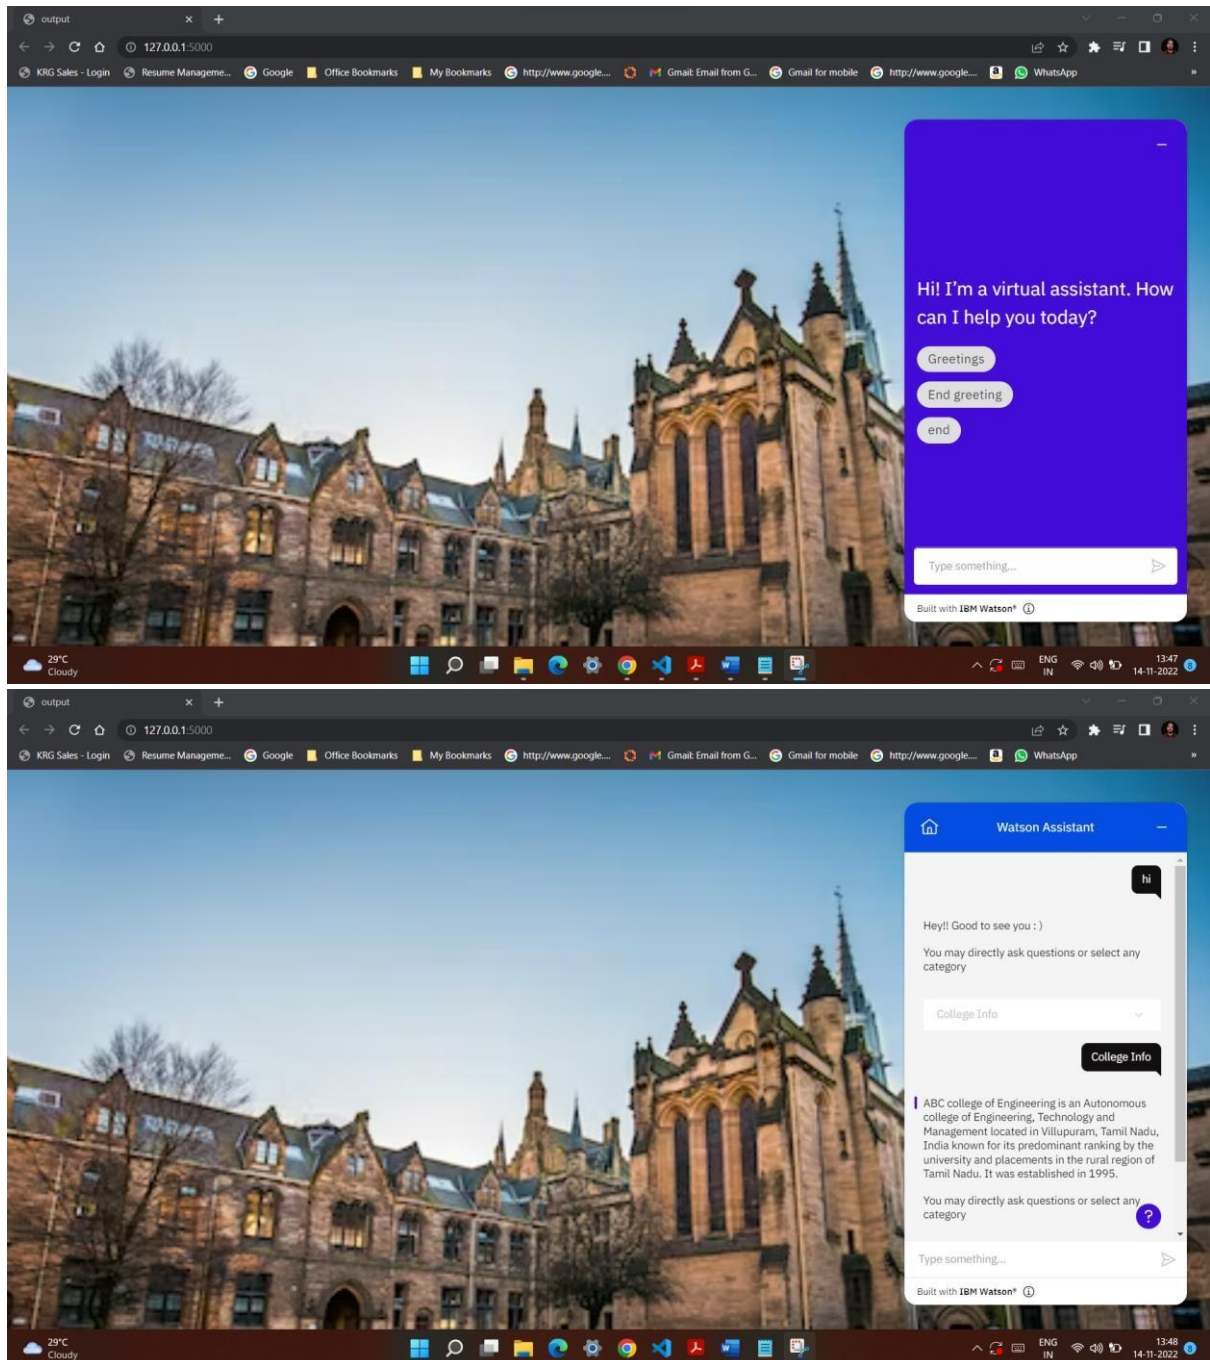 output
127.0.0.1:5000
KRG Sales - Login Resume Manageme... Google Office Bookmarks My Bookmarks http://www.google.... Gmail: Email from G... Gmail for mobile http://www.google.... WhatsApp »
Hi! I'm a virtual assistant. How
can I help you today?
Greetings
End greeting
end
Type something...
Built with IBM Watson®
29°C
Cloudy
ENG
IN
13:47
14-11-2022
8
output
127.0.0.1:5000
KRG Sales - Login Resume Manageme... Google Office Bookmarks My Bookmarks http://www.google.... Gmail: Email from G... Gmail for mobile http://www.google.... WhatsApp »
Watson Assistant
hi
Hey!! Good to see you : )
You may directly ask questions or select any
category
College Info
College Info
ABC college of Engineering is an Autonomous
college of Engineering, Technology and
Management located in Villupuram, Tamil Nadu,
India known for its predominant ranking by the
university and placements in the rural region of
Tamil Nadu. It was established in 1995.
You may directly ask questions or select any
category
?
Type something...
Built with IBM Watson®
29°C
Cloudy
ENG
IN
13:48
14-11-2022
8